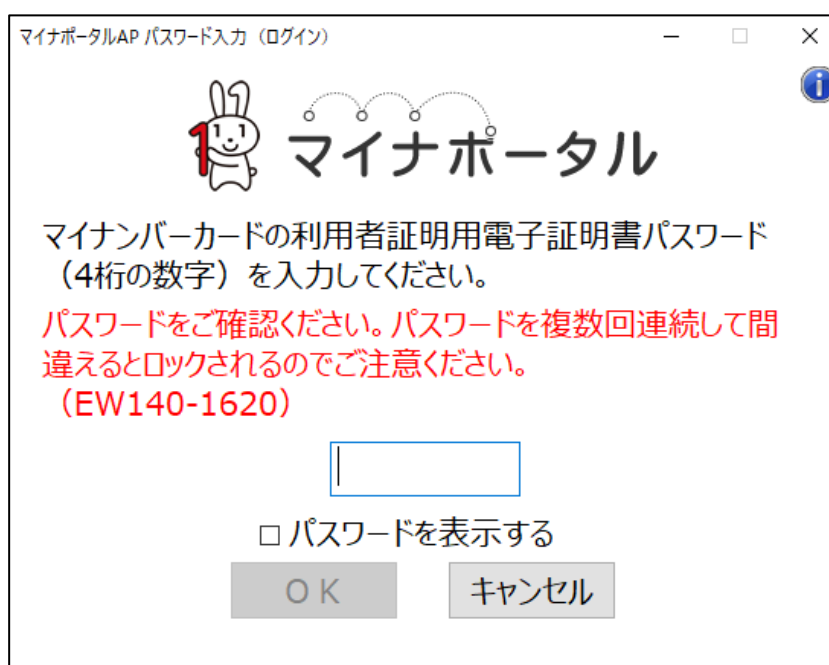 マイナポータルAP パスワード入力（ログイン）
マイナポータル
マイナンバーカードの利用者証明用電子証明書パスワード
（4桁の数字）を入力してください。
パスワードをご確認ください。パスワードを複数回連続して間
違えるとロックされるのでご注意ください。
（EW140-1620）
パスワードを表示する
ＯＫ
キャンセル